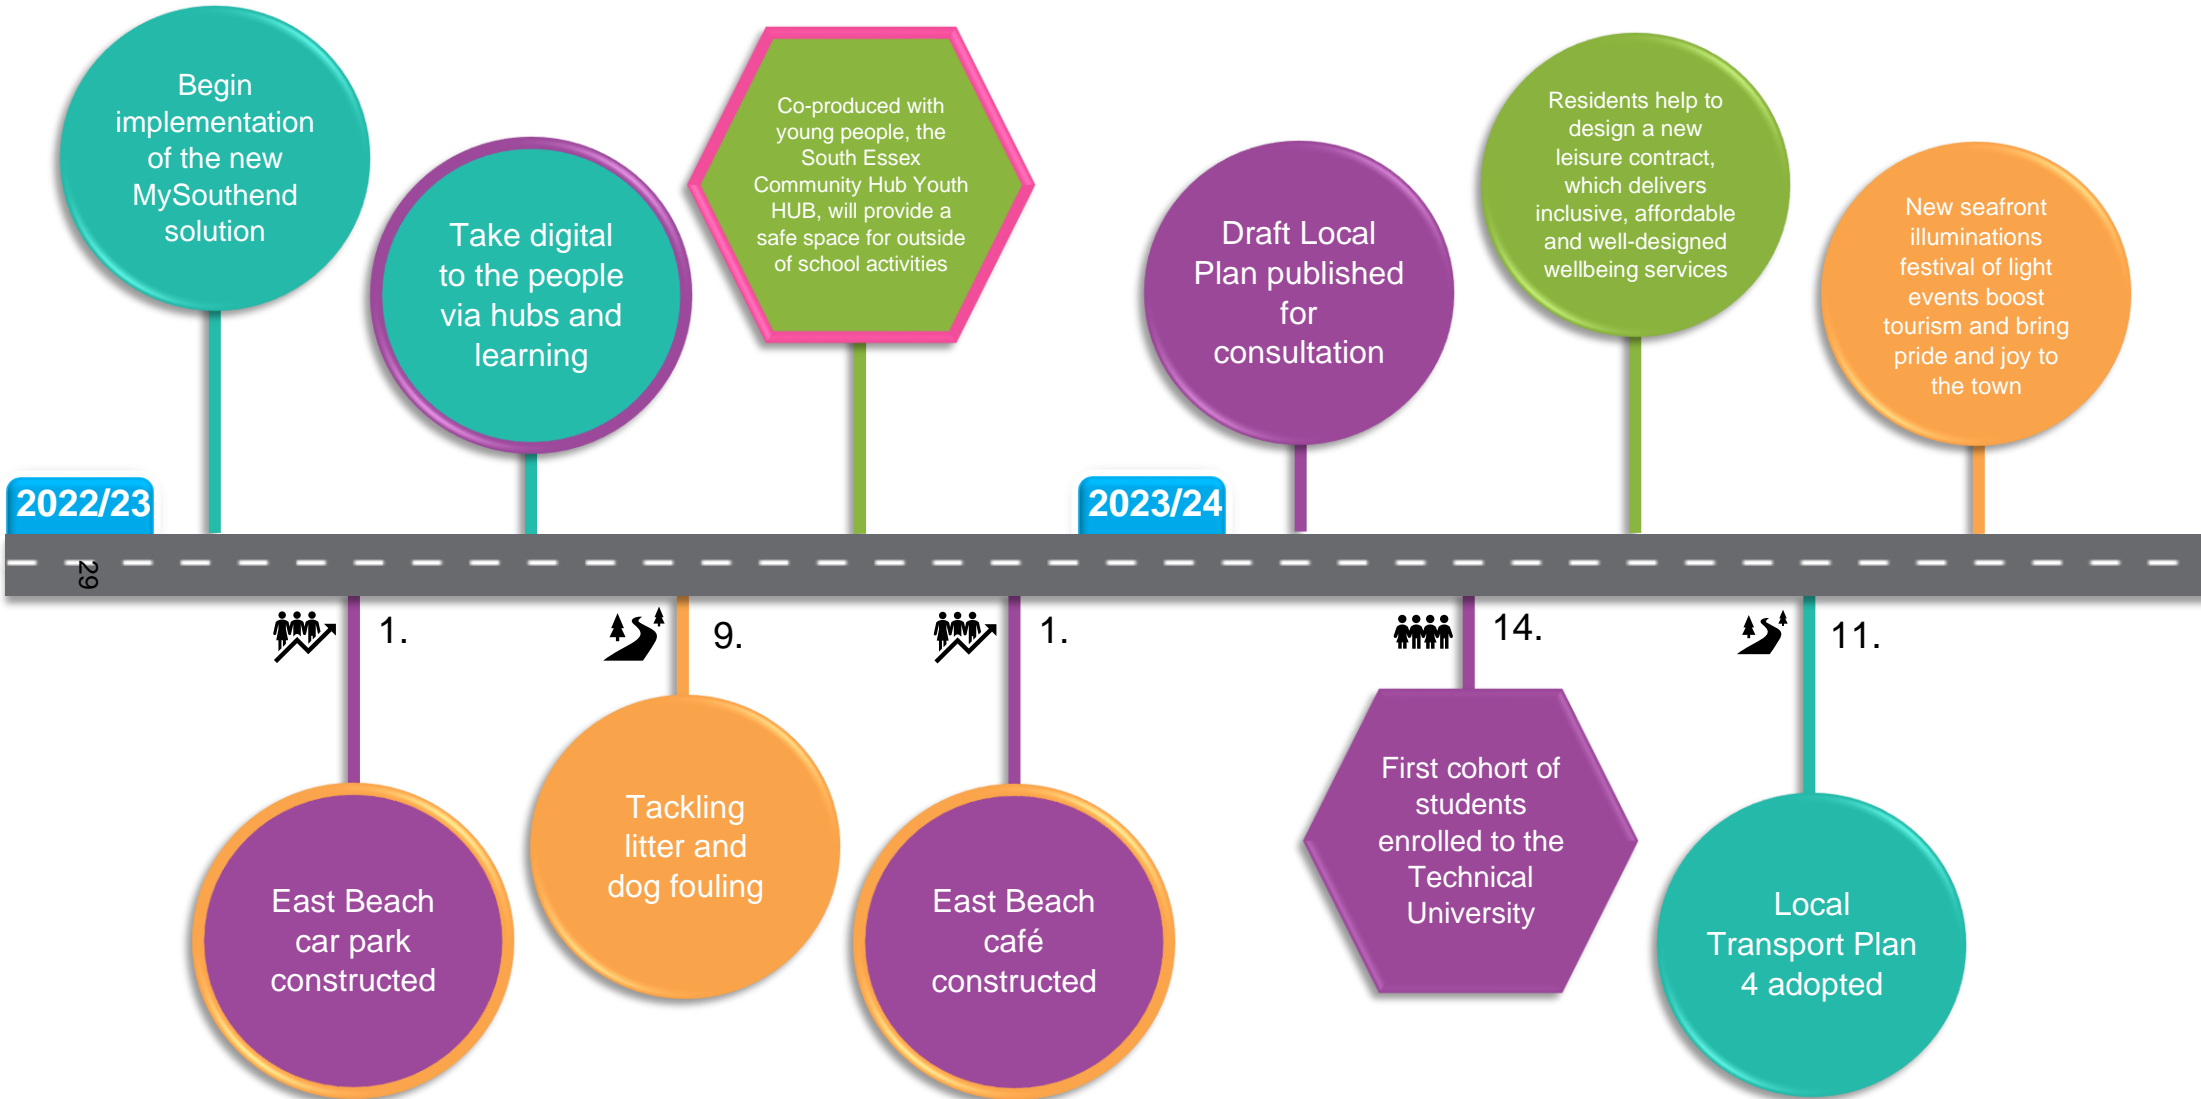 Begin
implementation
of the new
MySouthend
solution
Take digital
to the people
via hubs and
learning
Co-produced with
young people, the
South Essex
Community Hub Youth
HUB, will provide a
safe space for outside
of school activities
Draft Local
Plan published
for
consultation
Residents help to
design a new
leisure contract,
which delivers
inclusive, affordable
and well-designed
wellbeing services
New seafront
illuminations
festival of light
events boost
tourism and bring
pride and joy to
the town
2022/23
2023/24
29
1.
9.
1.
14.
11.
East Beach
car park
constructed
Tackling
litter and
dog fouling
East Beach
café
constructed
First cohort of
students
enrolled to the
Technical
University
Local
Transport Plan
4 adopted